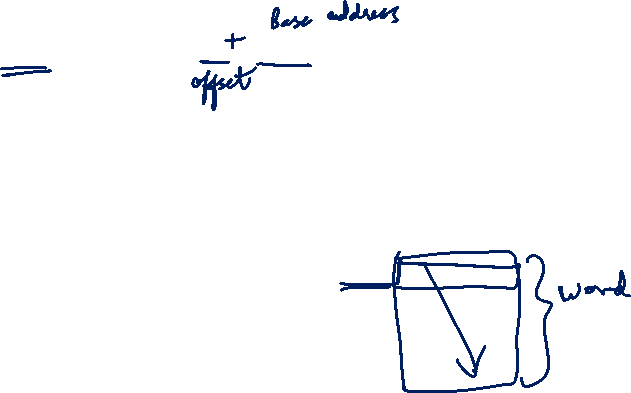 Base address
+
offset
word